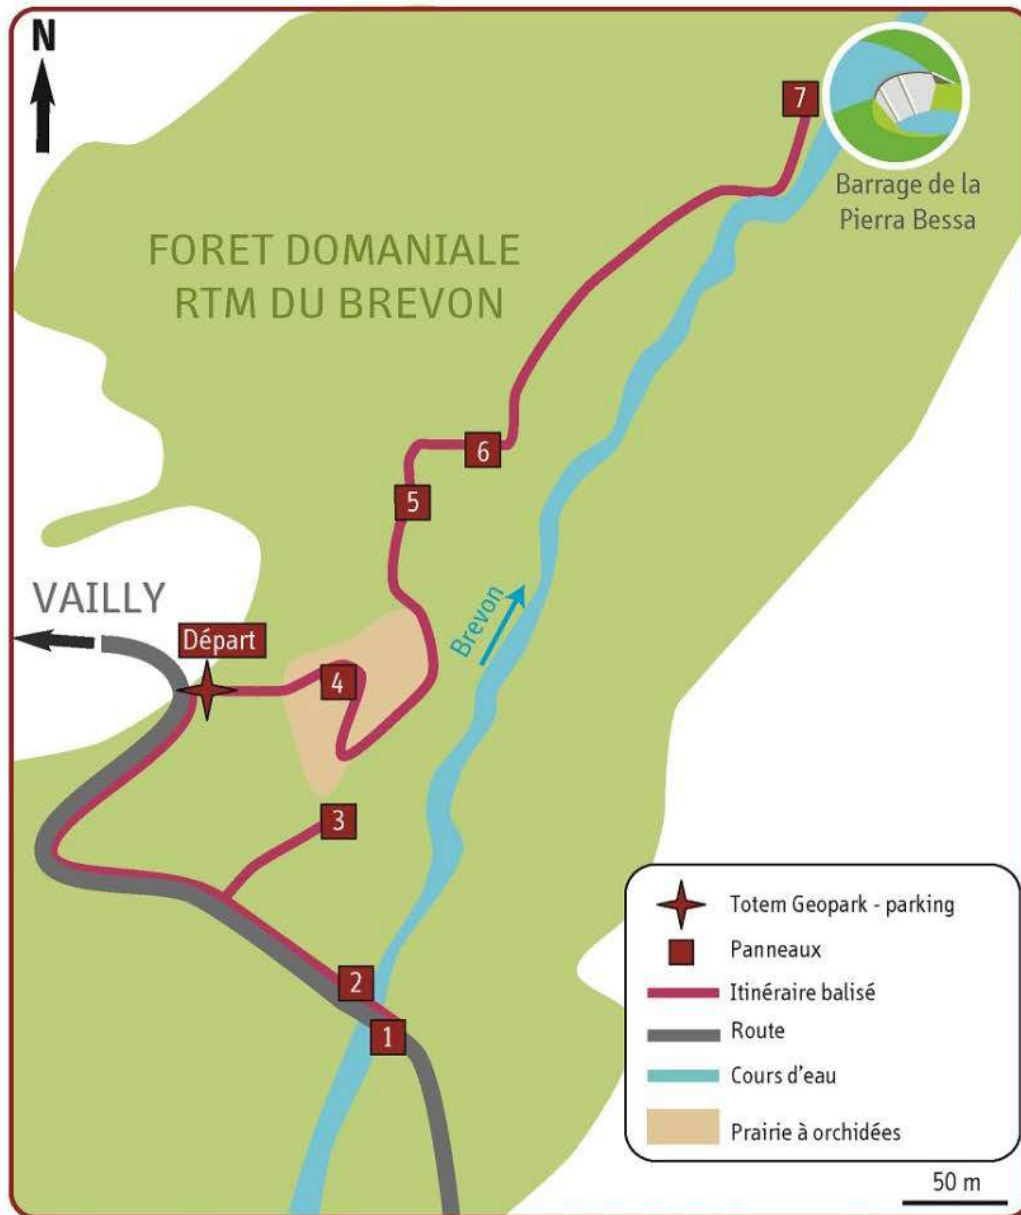 N
7
Barrage de la
Pierra Bessa
FORET DOMANIALE
RTM DU BREVON
6
5
VAILLY
Départ
Brevon
4
3
2
1
Totem Geopark - parking
Panneaux
Itinéraire balisé
Route
Cours d'eau
Prairie à orchidées
50 m